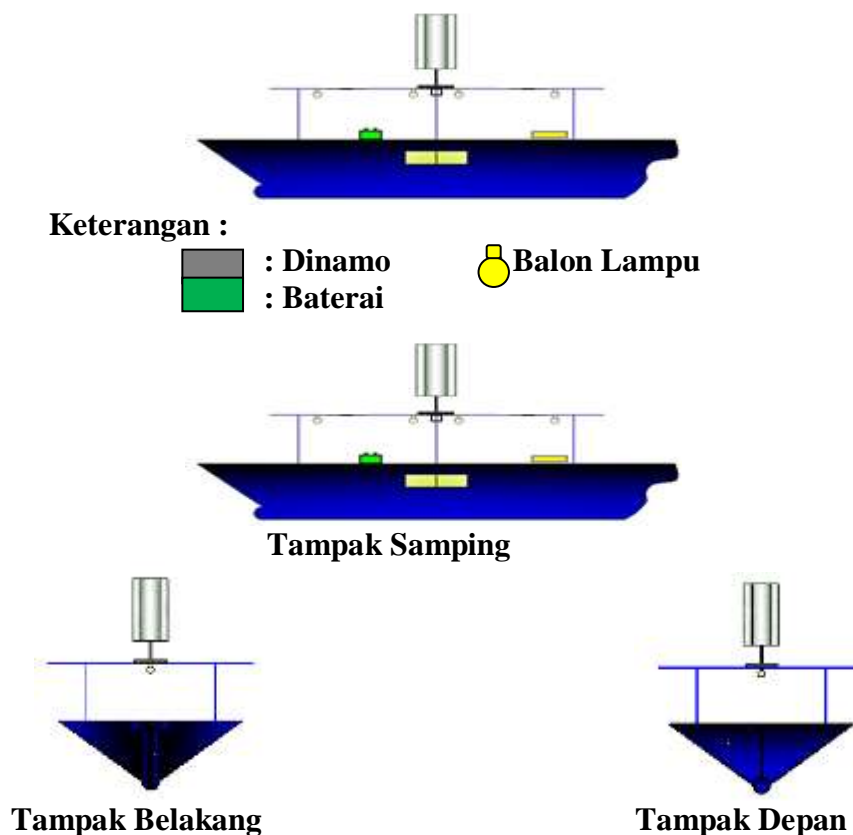 Keterangan :
: Dinamo
Balon Lampu
: Baterai
Tampak Samping
Tampak Belakang
Tampak Depan